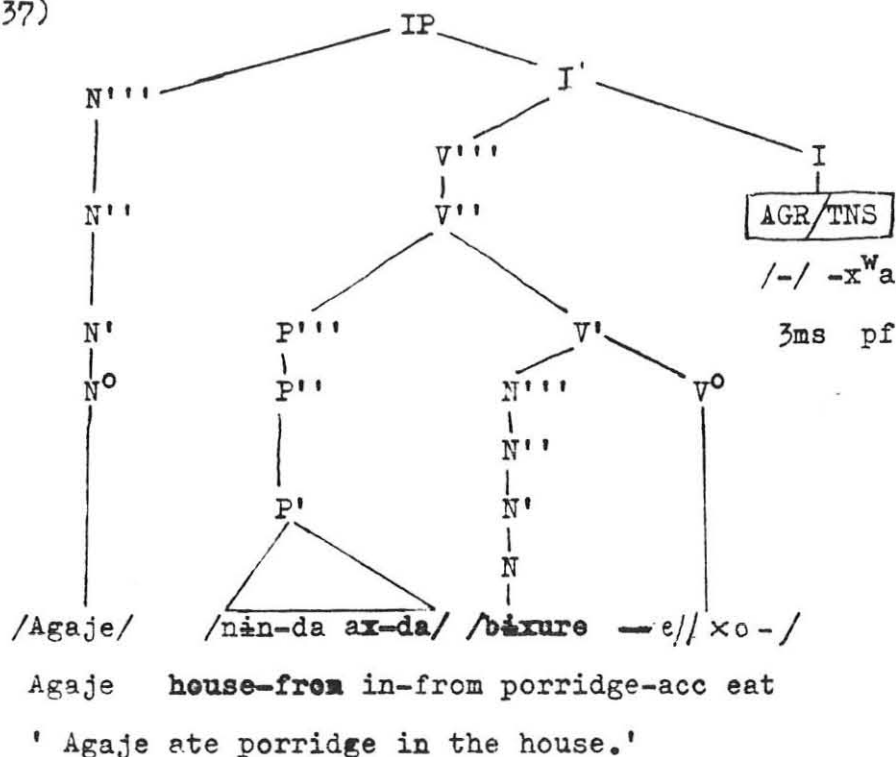 37)
IP
N''' I'
V''' I
N'' V'' AGR/TNS
/-/ -xʷa
N' P''' V' 3ms pf
Nº P'' N''' Vº
N''
P' N'
N
/Agaje/ /nɨn-da ax-da/ /bɨxure -e// xo-/
Agaje house-from in-from porridge-acc eat
' Agaje ate porridge in the house.'